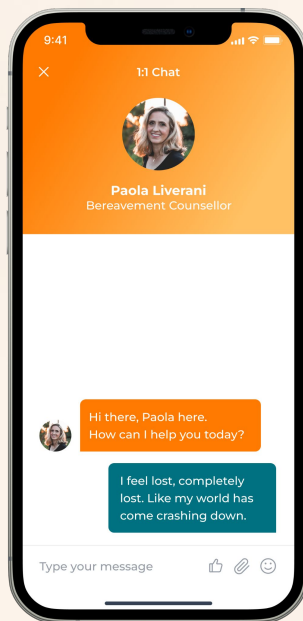 9:41
1:1 Chat
Paola Liverani
Bereavement Counsellor
Hi there, Paola here.
How can I help you today?
I feel lost, completely
lost. Like my world has
come crashing down.
Type your message